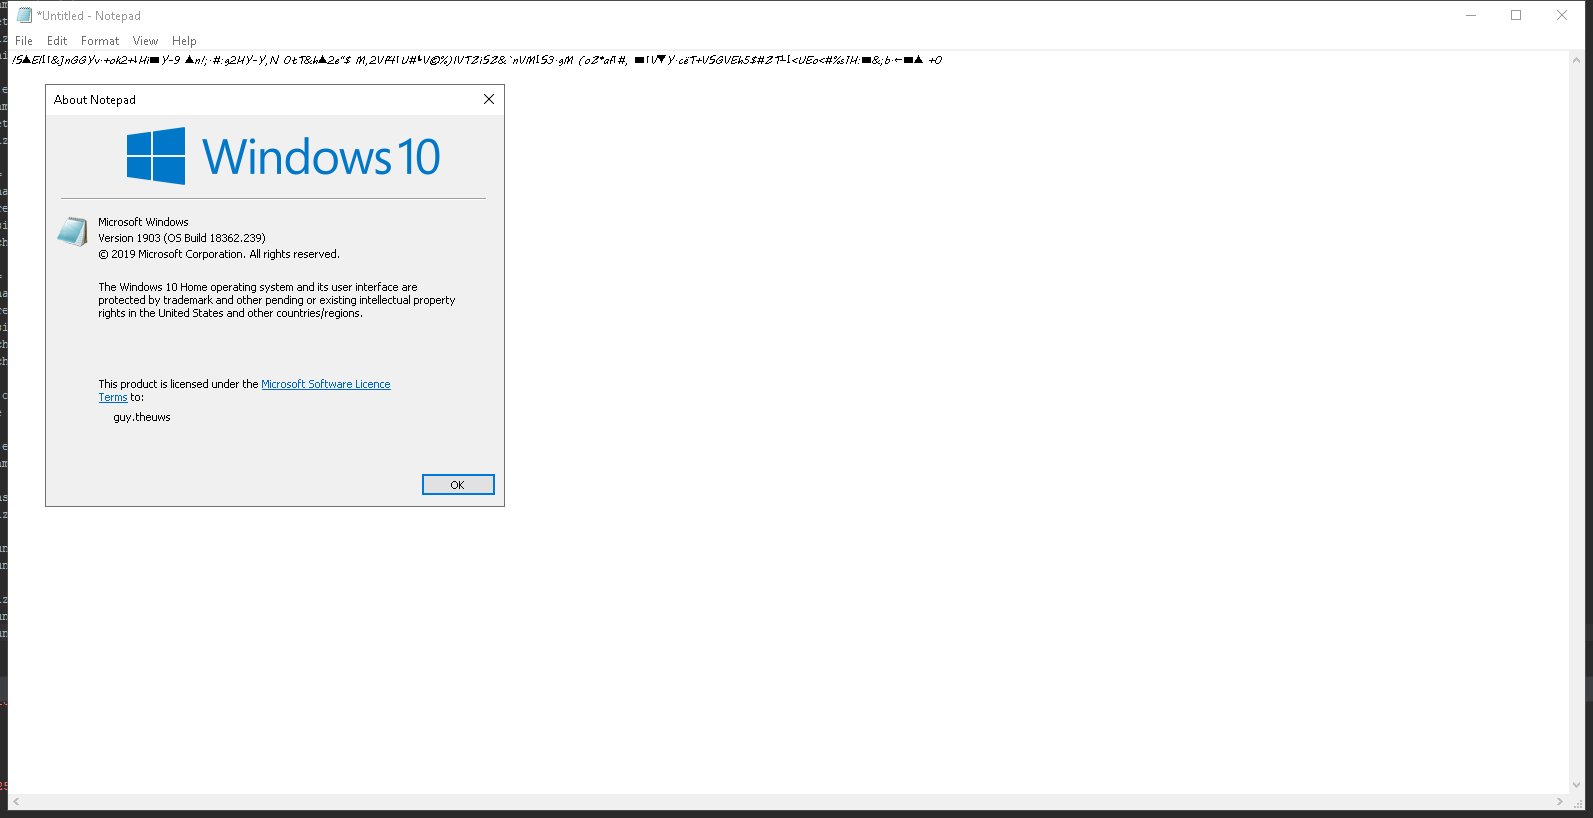 *Untitled - Notepad
File Edit Format View Help
About Notepad
Windows 10
Microsoft Windows
Version 1903 (OS Build 18362.239)
© 2019 Microsoft Corporation. All rights reserved.
The Windows 10 Home operating system and its user interface are
protected by trademark and other pending or existing intellectual property
rights in the United States and other countries/regions.
This product is licensed under the Microsoft Software Licence
Terms to:
guy.theuws
OK